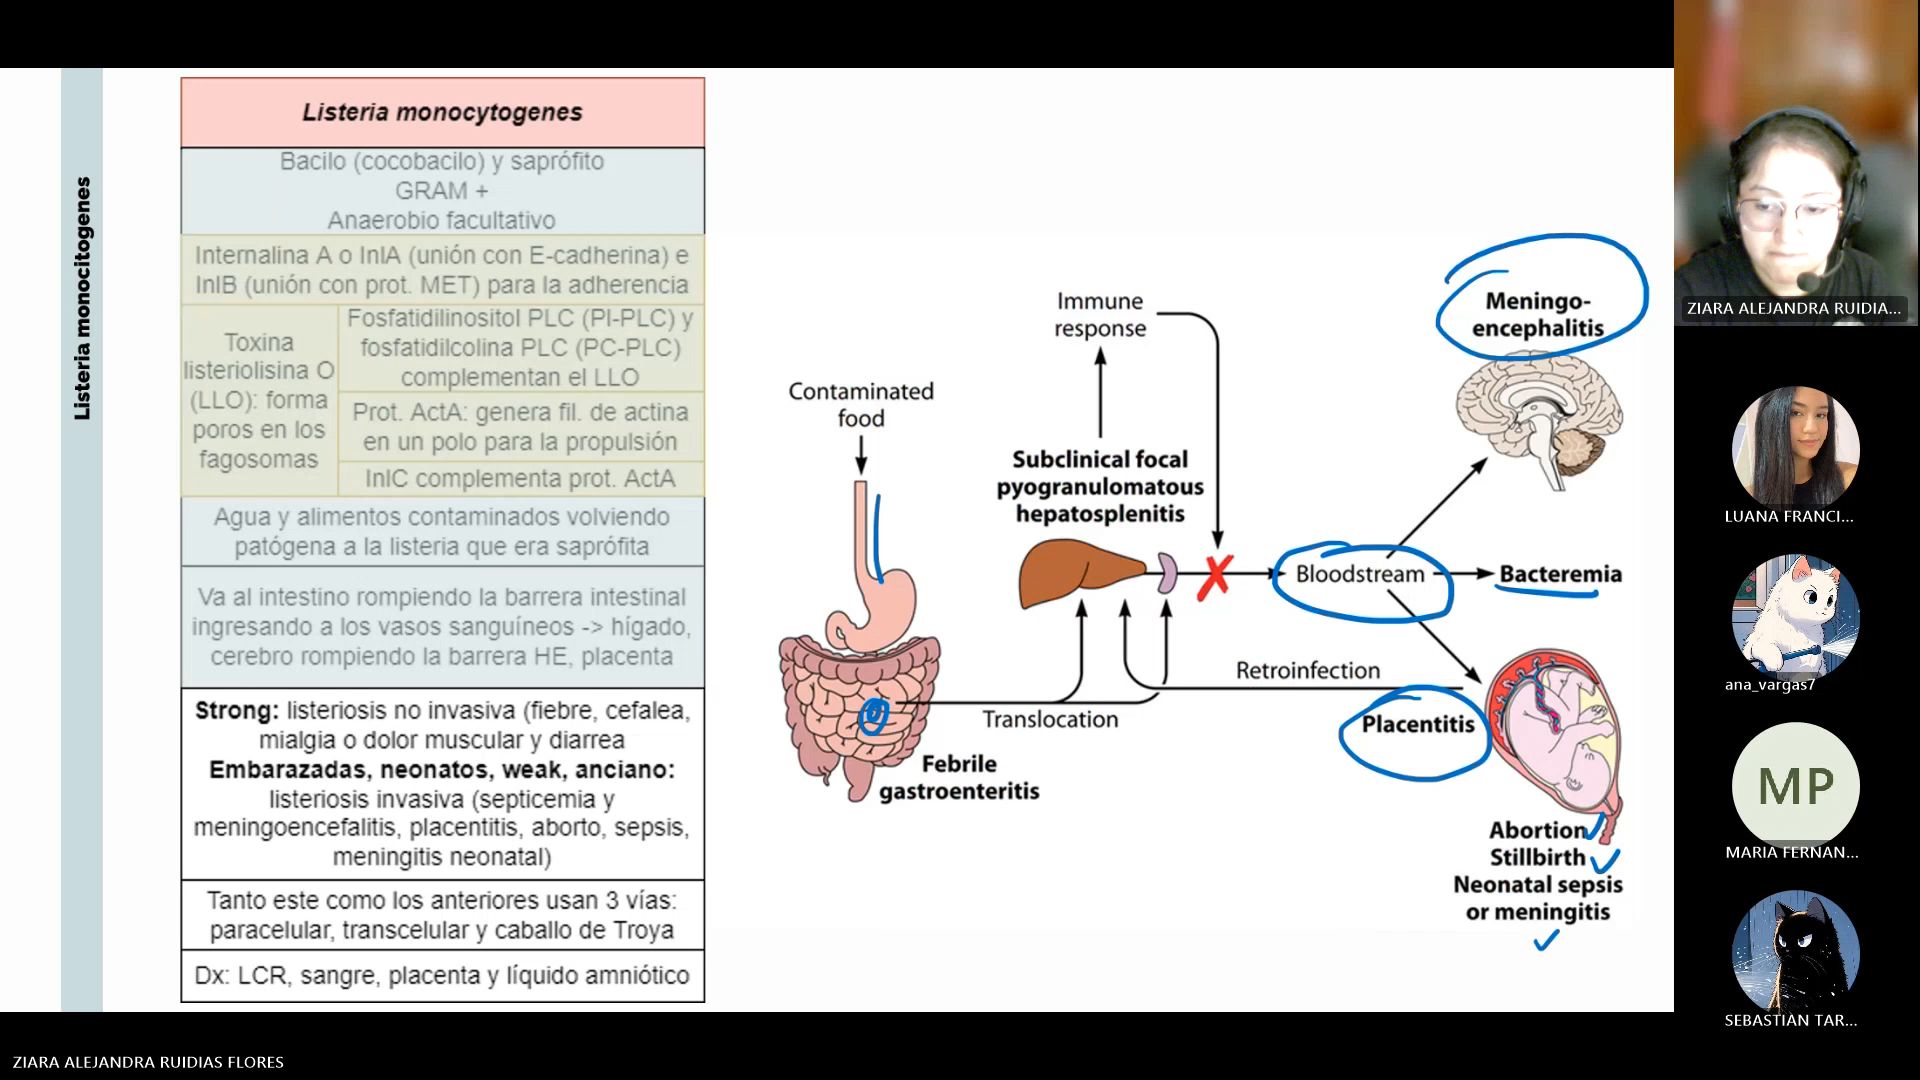 Listeria monocitogenes
Listeria monocytogenes
Bacilo (cocobacilo) y saprófito
GRAM +
Anaerobio facultativo
Internalina A o InlA (unión con E-cadherina) e
InlB (unión con prot. MET) para la adherencia
Toxina
listeriolisina O
(LLO): forma
poros en los
fagosomas
Fosfatidilinositol PLC (PI-PLC) y
fosfatidilcolina PLC (PC-PLC)
complementan el LLO
Prot. ActA: genera fil. de actina
en un polo para la propulsión
InlC complementa prot. ActA
Agua y alimentos contaminados volviendo
patógena a la listeria que era saprófita
Va al intestino rompiendo la barrera intestinal
ingresando a los vasos sanguíneos -> hígado,
cerebro rompiendo la barrera HE, placenta
Strong: listeriosis no invasiva (fiebre, cefalea,
mialgia o dolor muscular y diarrea
Embarazadas, neonatos, weak, anciano:
listeriosis invasiva (septicemia y
meningoencefalitis, placentitis, aborto, sepsis,
meningitis neonatal)
Tanto este como los anteriores usan 3 vías:
paracelular, transcelular y caballo de Troya
Dx: LCR, sangre, placenta y líquido amniótico
Contaminated
food
Febrile
gastroenteritis
Translocation
Immune
response
Subclinical focal
pyogranulomatous
hepatosplenitis
Retroinfection
Bloodstream
Meningo-
encephalitis
Bacteremia
Placentitis
Abortion
Stillbirth
Neonatal sepsis
or meningitis
ZIARA ALEJANDRA RUIDIA...
LUANA FRANCI...
ana_vargas7
MP
MARIA FERNAN...
SEBASTIAN TAR...
ZIARA ALEJANDRA RUIDIAS FLORES